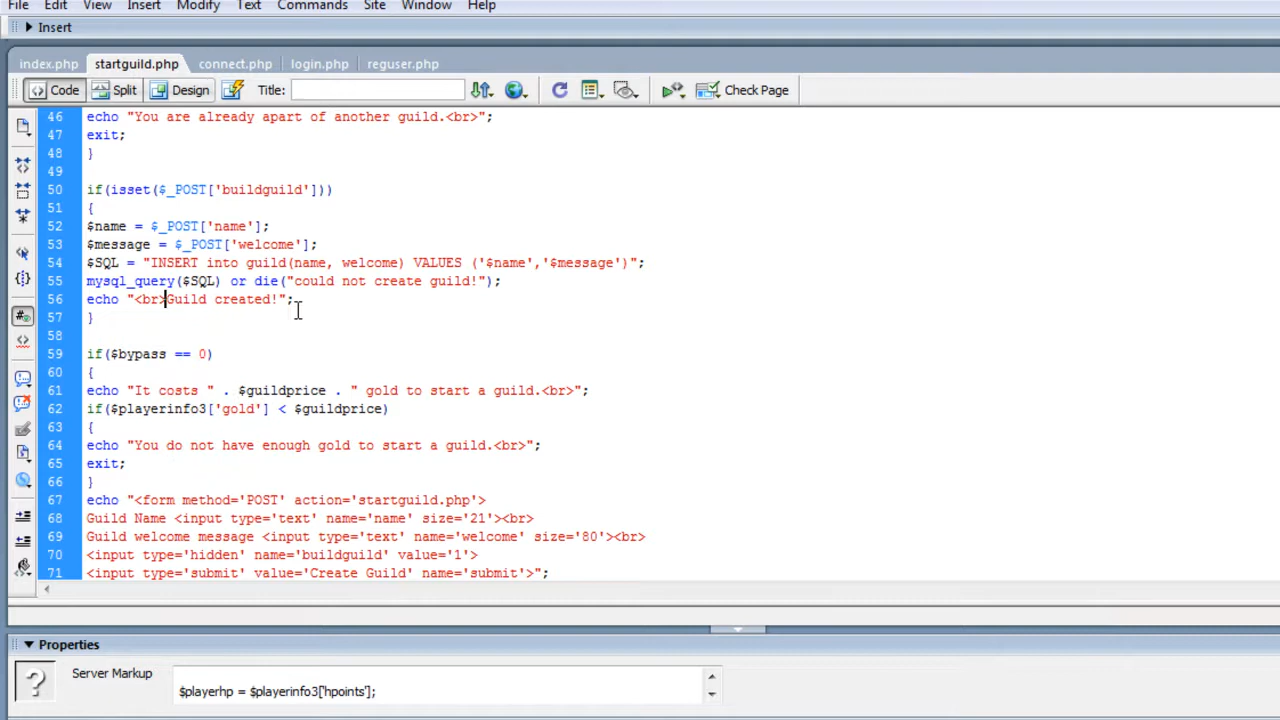 File Edit View Insert Modify Text Commands Site Window Help
Insert
index.php startguild.php connect.php login.php reguser.php
Code Split Design Title: Check Page
46 echo "You are already apart of another guild.<br>";
47 exit;
48 }
49
50 if(isset($_POST['buildguild']))
51 {
52 $name = $_POST['name'];
53 $message = $_POST['welcome'];
54 $SQL = "INSERT into guild(name, welcome) VALUES ('$name','$message')";
55 mysql_query($SQL) or die("could not create guild!");
56 echo "<br>Guild created!";
57 }
58
59 if($bypass == 0)
60 {
61 echo "It costs " . $guildprice . " gold to start a guild.<br>";
62 if($playerinfo3['gold'] < $guildprice)
63 {
64 echo "You do not have enough gold to start a guild.<br>";
65 exit;
66 }
67 echo "<form method='POST' action='startguild.php'>
68 Guild Name <input type='text' name='name' size='21'><br>
69 Guild welcome message <input type='text' name='welcome' size='80'><br>
70 <input type='hidden' name='buildguild' value='1'>
71 <input type='submit' value='Create Guild' name='submit'>";
Properties
Server Markup
$playerhp = $playerinfo3['hpoints'];